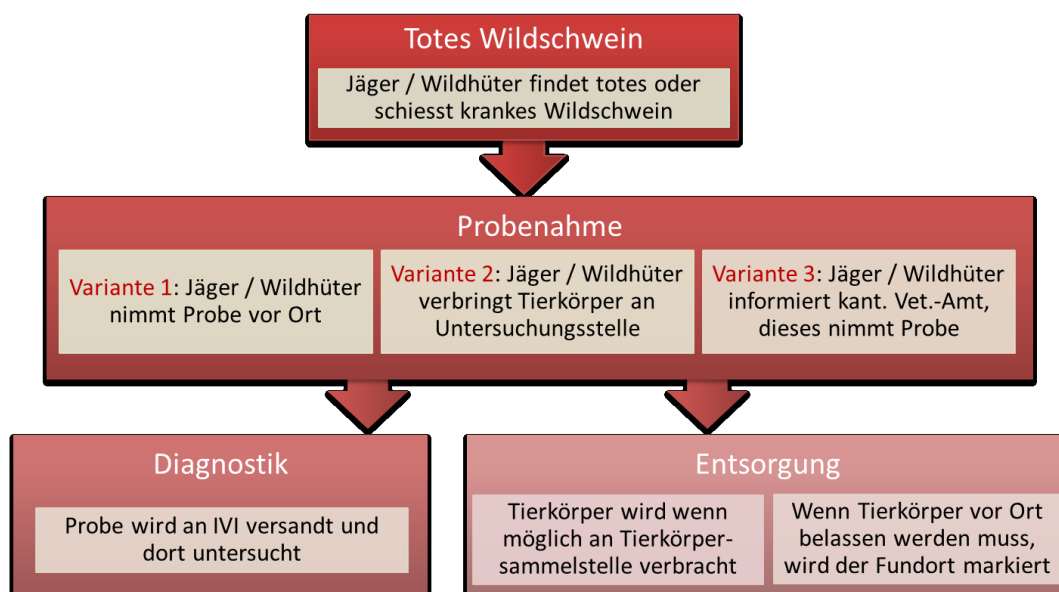 Totes Wildschwein
Jäger / Wildhüter findet totes oder
schiesst krankes Wildschwein
Probenahme
Variante 1: Jäger / Wildhüter
nimmt Probe vor Ort
Variante 2: Jäger / Wildhüter
verbringt Tierkörper an
Untersuchungsstelle
Variante 3: Jäger / Wildhüter
informiert kant. Vet.-Amt,
dieses nimmt Probe
Diagnostik
Probe wird an IVI versandt und
dort untersucht
Entsorgung
Tierkörper wird wenn
möglich an Tierkörper-
sammelstelle verbracht
Wenn Tierkörper vor Ort
belassen werden muss,
wird der Fundort markiert